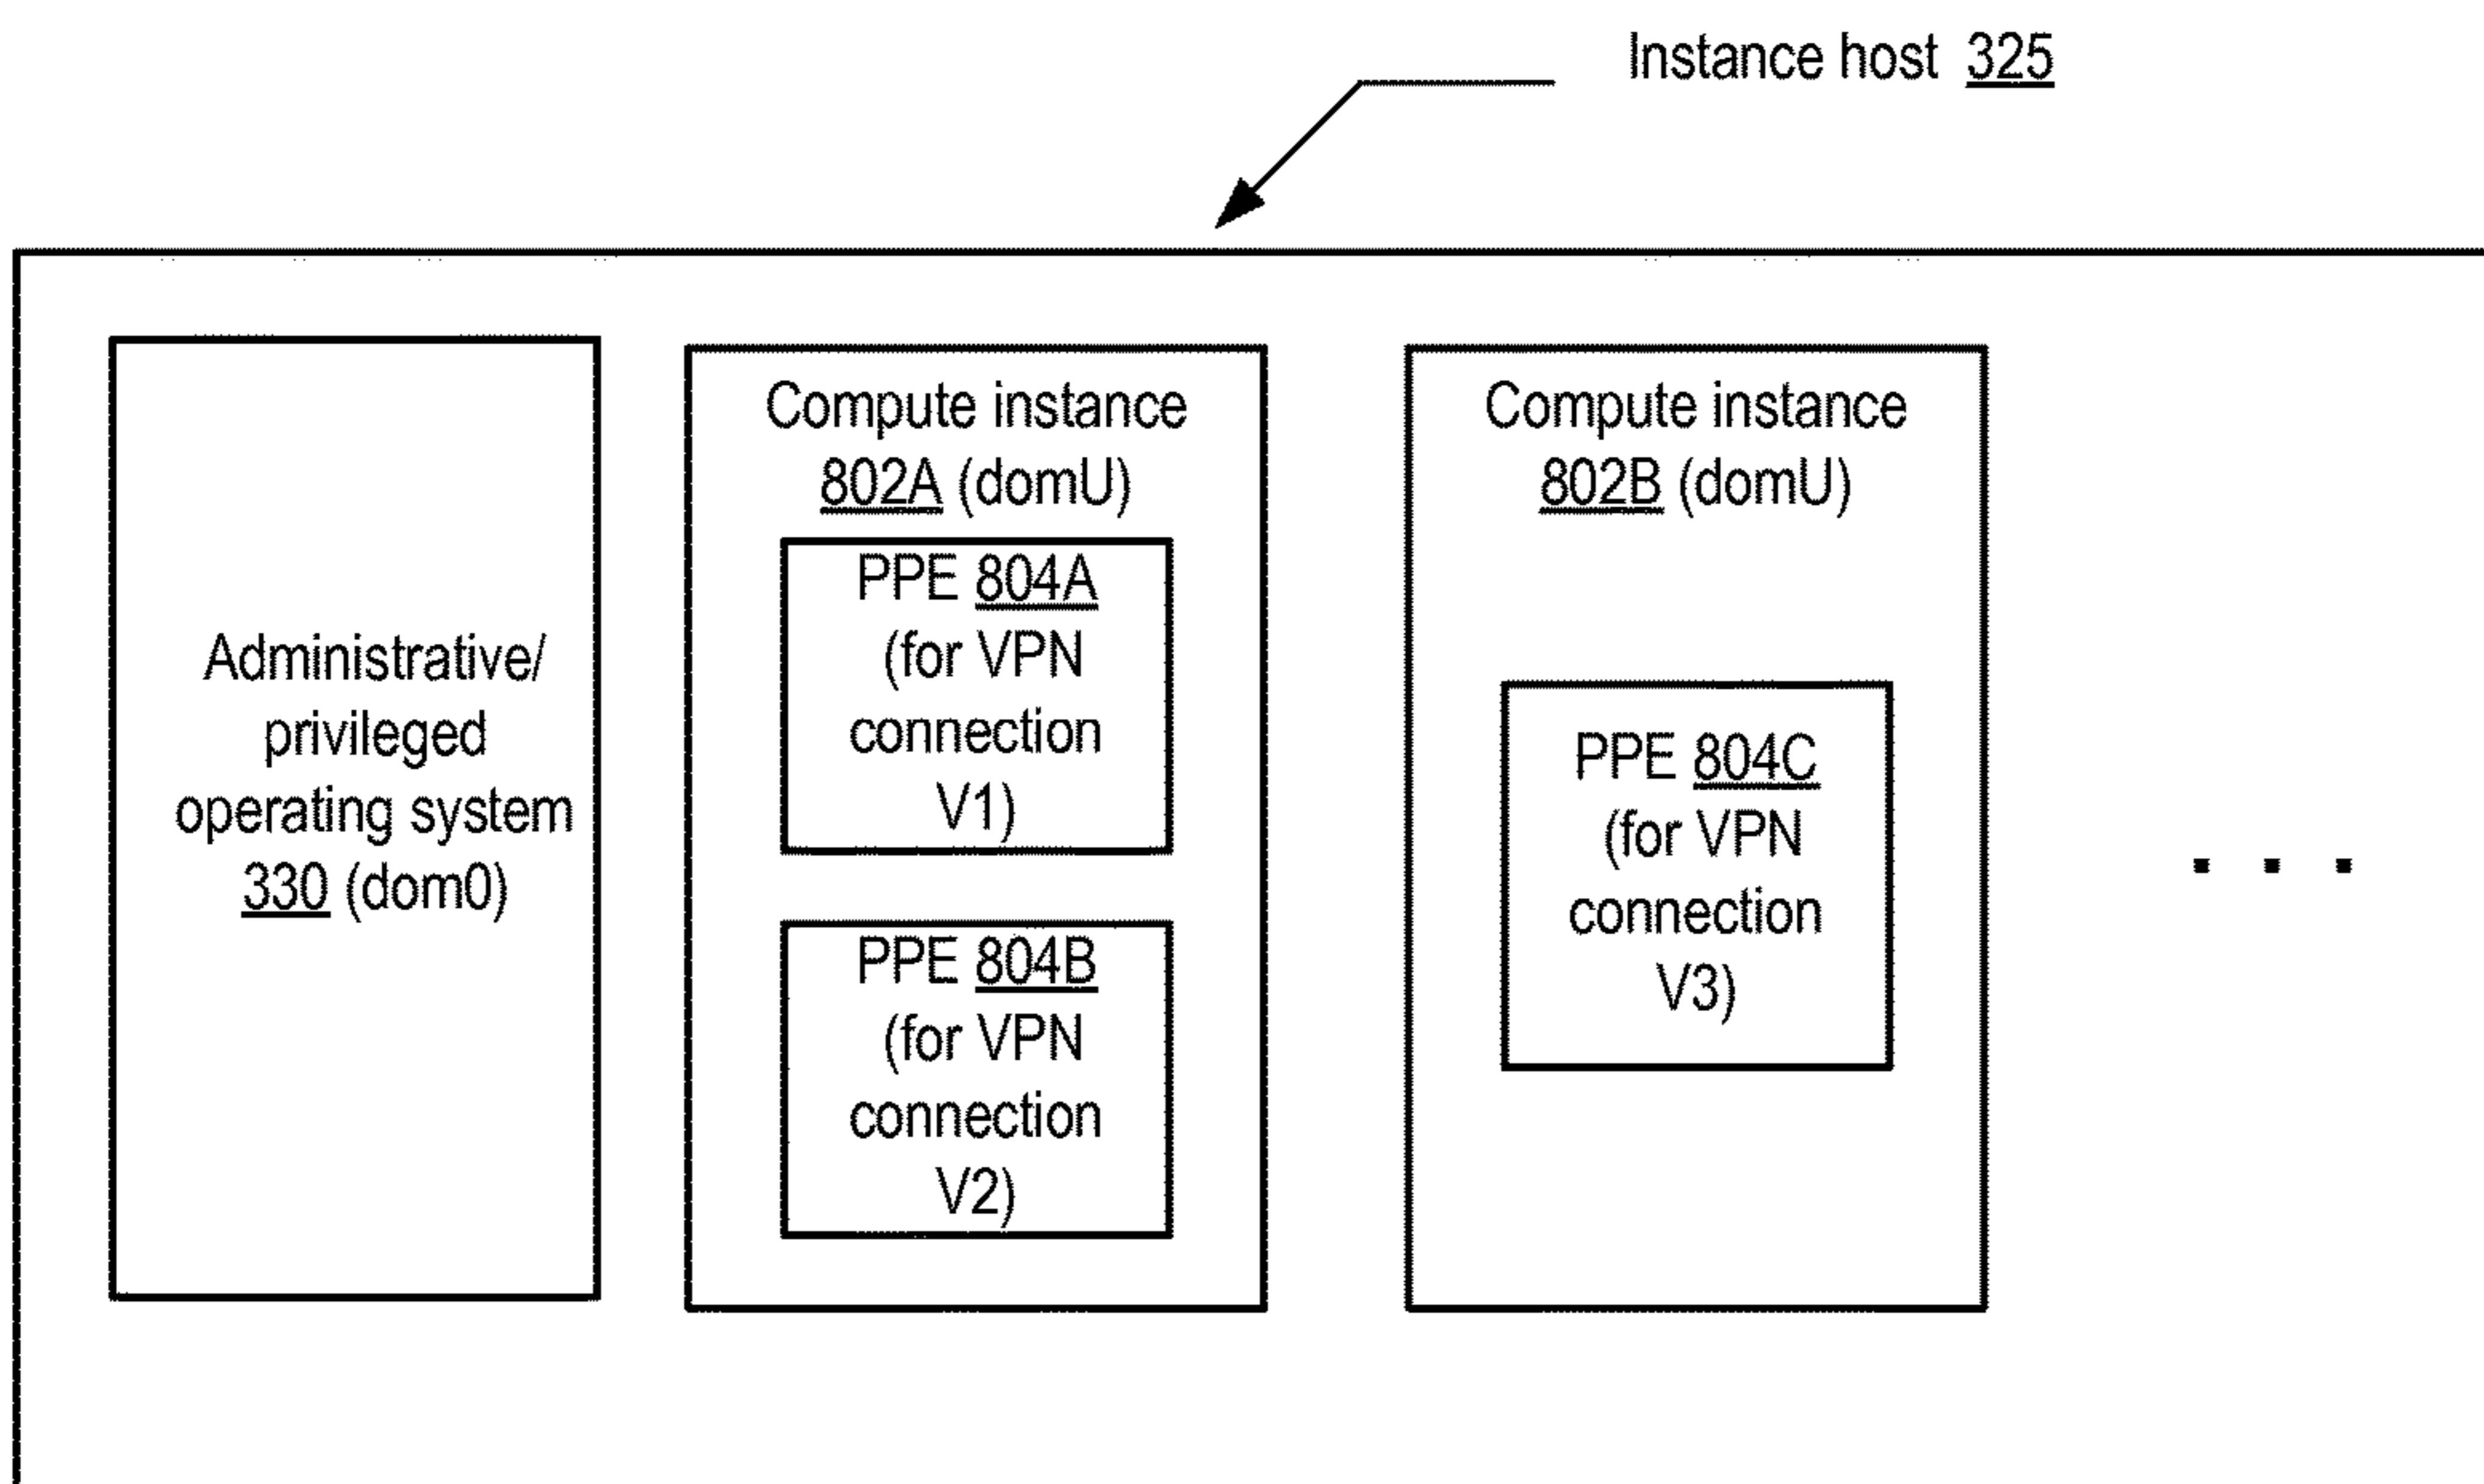 Instance host 325
Administrative/
privileged
operating system
330 (dom0)
Compute instance
802A (domU)
PPE 804A
(for VPN
connection
V1)
PPE 804B
(for VPN
connection
V2)
Compute instance
802B (domU)
PPE 804C
(for VPN
connection
V3)
. . .